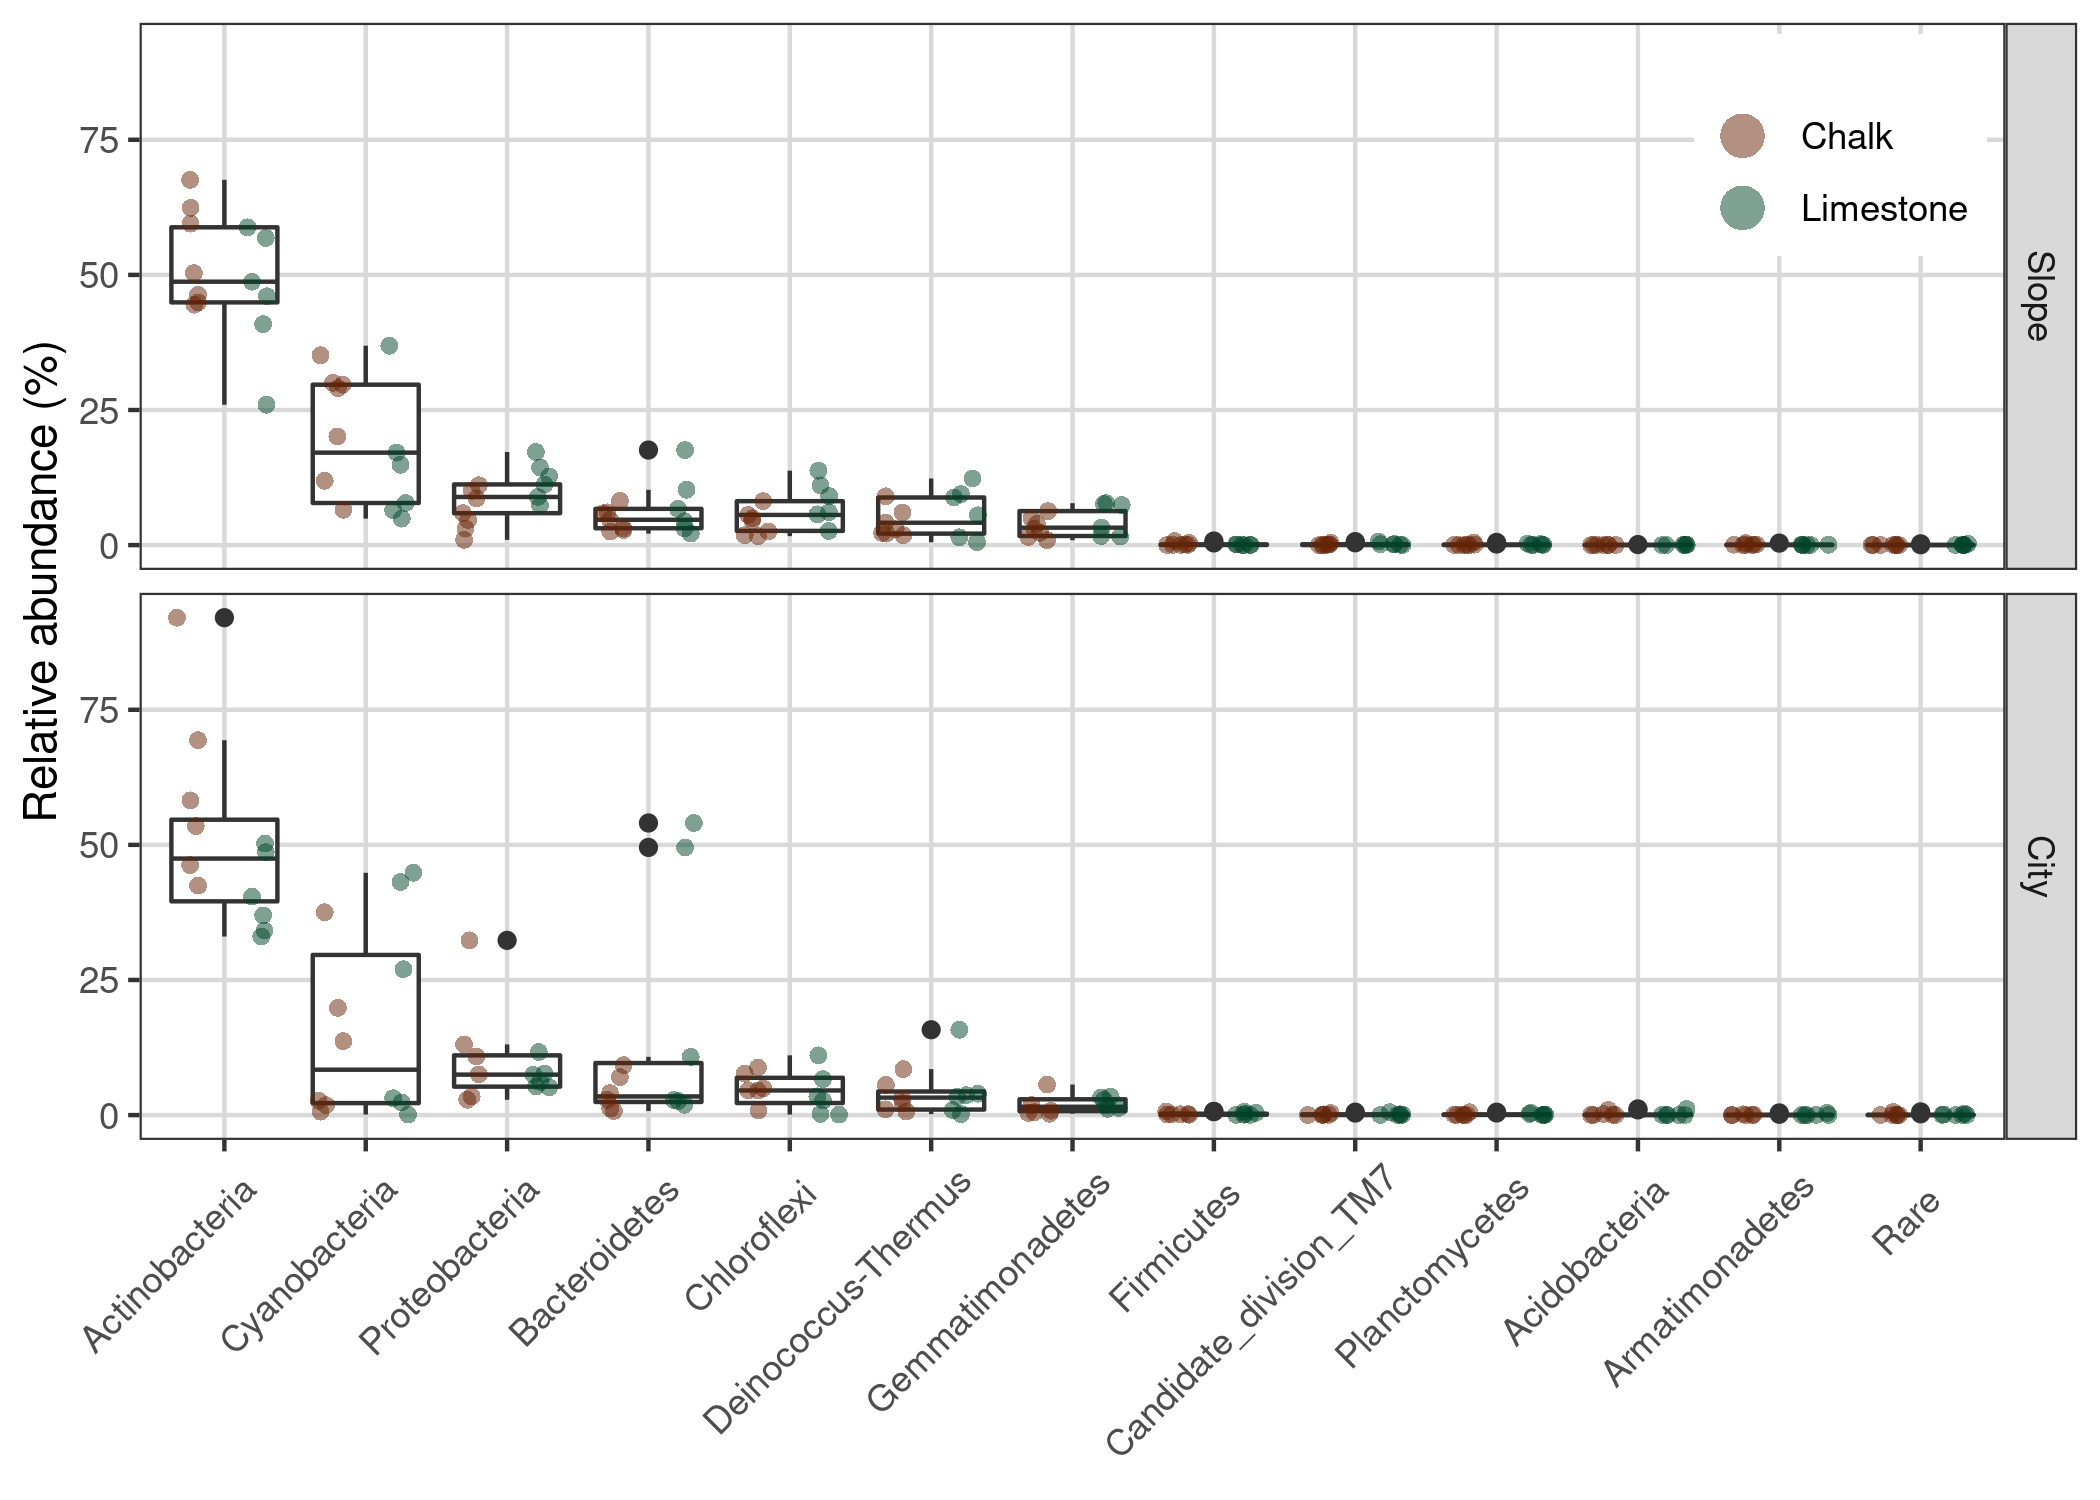 Relative abundance (%)
75
50
25
0
Chalk
Limestone
Slope
75
50
25
0
City
Actinobacteria
Cyanobacteria
Proteobacteria
Bacteroidetes
Chloroflexi
Deinococcus-Thermus
Gemmatimonadetes
Firmicutes
Candidate_division_TM7
Planctomycetes
Acidobacteria
Armatimonadetes
Rare